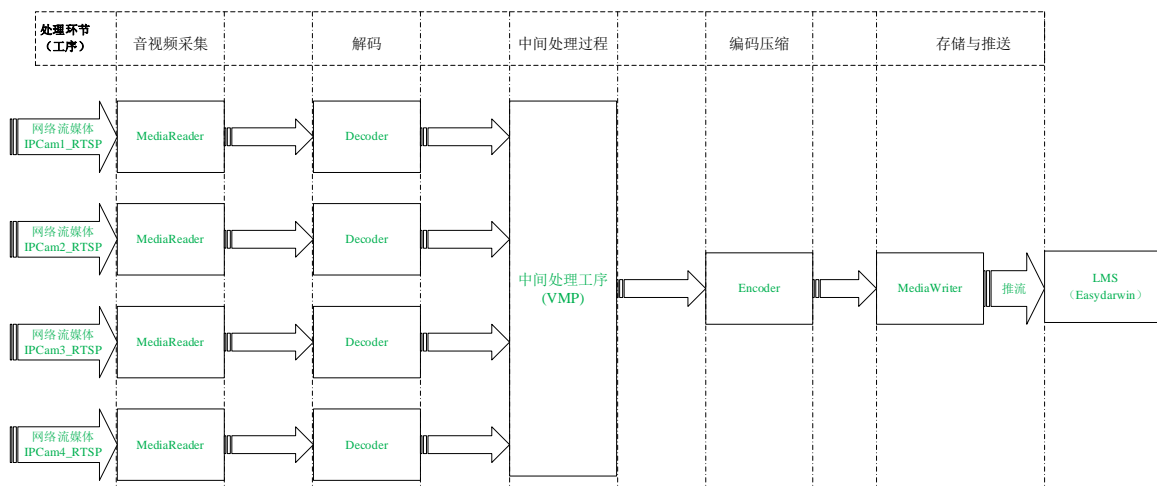 处理环节
（工序）
音视频采集
解码
中间处理过程
编码压缩
存储与推送
网络流媒体
IPCam1_RTSP
MediaReader
Decoder
网络流媒体
IPCam2_RTSP
MediaReader
Decoder
中间处理工序
(VMP)
Encoder
MediaWriter
推流
LMS
（Easydarwin）
网络流媒体
IPCam3_RTSP
MediaReader
Decoder
网络流媒体
IPCam4_RTSP
MediaReader
Decoder